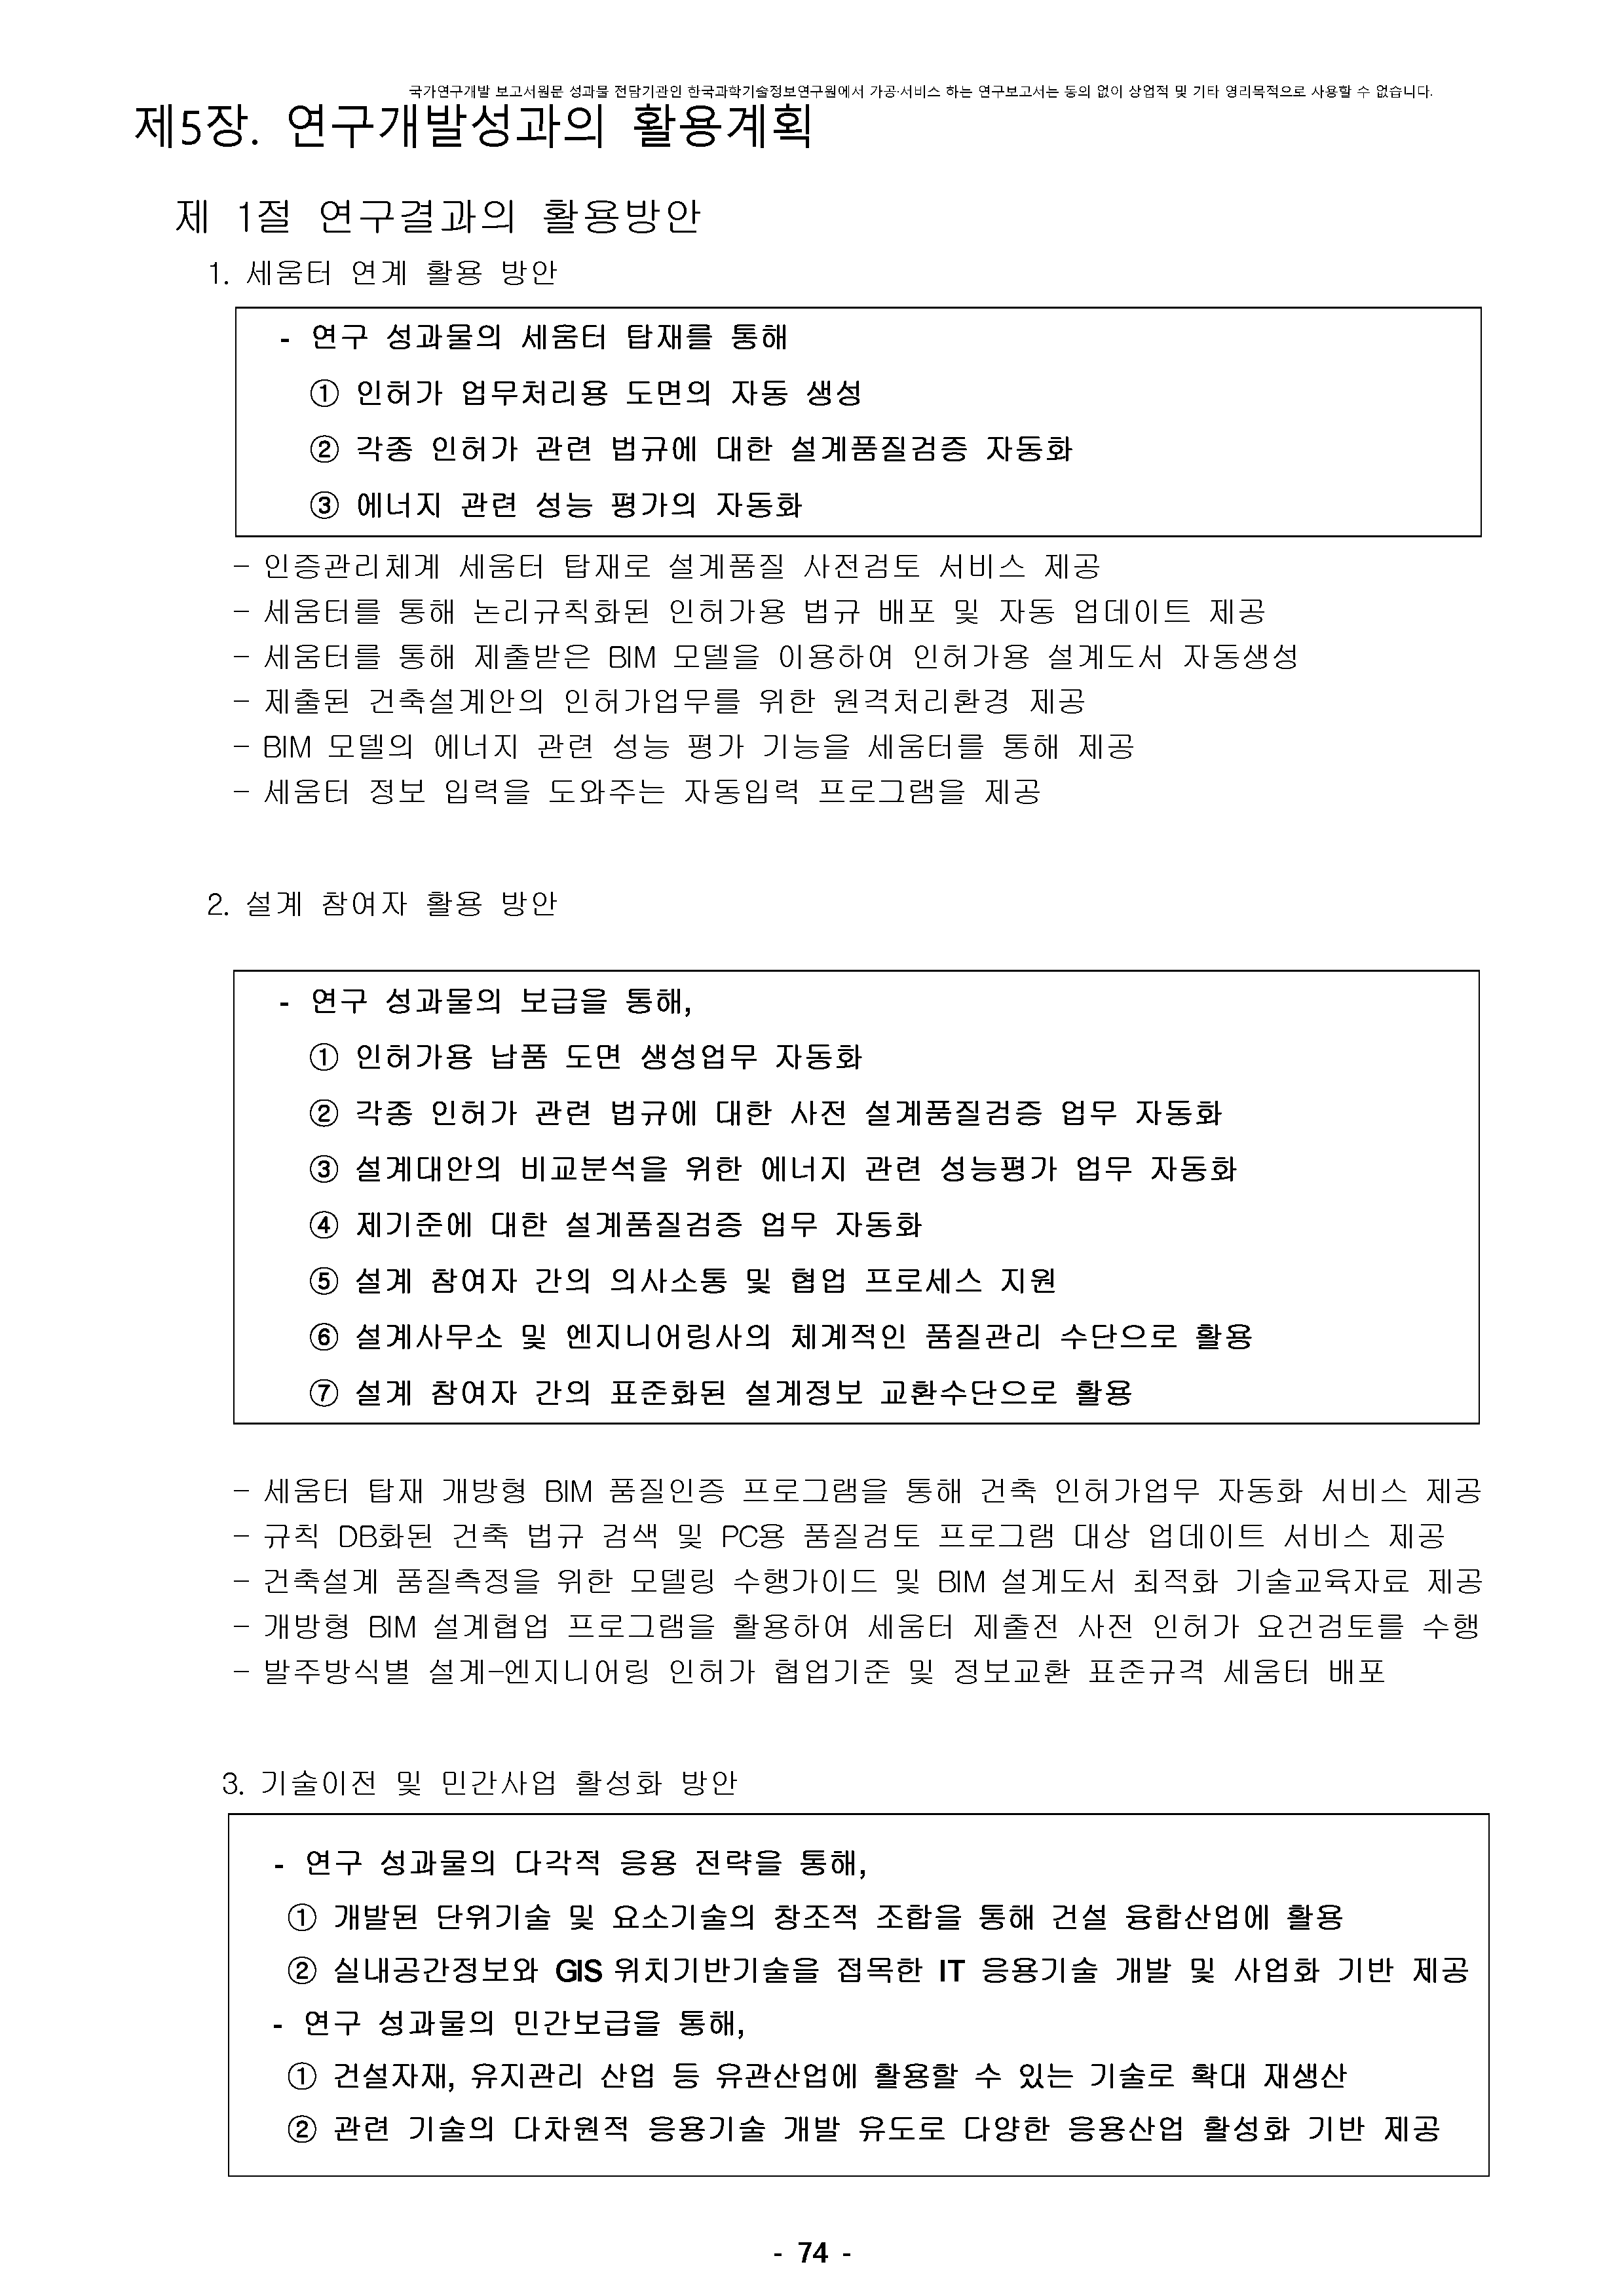 국가연구개발 보고서원문 성과물 전담기관인 한국과학기술정보연구원에서 가공·서비스 하는 연구보고서는 동의 없이 상업적 및 기타 영리목적으로 사용할 수 없습니다.
제5장. 연구개발성과의 활용계획
제 1절 연구결과의 활용방안
1. 세움터 연계 활용 방안
- 연구 성과물의 세움터 탑재를 통해
① 인허가 업무처리용 도면의 자동 생성
② 각종 인허가 관련 법규에 대한 설계품질검증 자동화
③ 에너지 관련 성능 평가의 자동화
- 인증관리체계 세움터 탑재로 설계품질 사전검토 서비스 제공
- 세움터를 통해 논리규칙화된 인허가용 법규 배포 및 자동 업데이트 제공
- 세움터를 통해 제출받은 BIM 모델을 이용하여 인허가용 설계도서 자동생성
- 제출된 건축설계안의 인허가업무를 위한 원격처리환경 제공
- BIM 모델의 에너지 관련 성능 평가 기능을 세움터를 통해 제공
- 세움터 정보 입력을 도와주는 자동입력 프로그램을 제공
2. 설계 참여자 활용 방안
- 연구 성과물의 보급을 통해,
① 인허가용 납품 도면 생성업무 자동화
② 각종 인허가 관련 법규에 대한 사전 설계품질검증 업무 자동화
③ 설계대안의 비교분석을 위한 에너지 관련 성능평가 업무 자동화
④ 제기준에 대한 설계품질검증 업무 자동화
⑤ 설계 참여자 간의 의사소통 및 협업 프로세스 지원
⑥ 설계사무소 및 엔지니어링사의 체계적인 품질관리 수단으로 활용
⑦ 설계 참여자 간의 표준화된 설계정보 교환수단으로 활용
- 세움터 탑재 개방형 BIM 품질인증 프로그램을 통해 건축 인허가업무 자동화 서비스 제공
- 규칙 DB화된 건축 법규 검색 및 PC용 품질검토 프로그램 대상 업데이트 서비스 제공
- 건축설계 품질측정을 위한 모델링 수행가이드 및 BIM 설계도서 최적화 기술교육자료 제공
- 개방형 BIM 설계협업 프로그램을 활용하여 세움터 제출전 사전 인허가 요건검토를 수행
- 발주방식별 설계-엔지니어링 인허가 협업기준 및 정보교환 표준규격 세움터 배포
3. 기술이전 및 민간사업 활성화 방안
- 연구 성과물의 다각적 응용 전략을 통해,
① 개발된 단위기술 및 요소기술의 창조적 조합을 통해 건설 융합산업에 활용
② 실내공간정보와 GIS 위치기반기술을 접목한 IT 응용기술 개발 및 사업화 기반 제공
- 연구 성과물의 민간보급을 통해,
① 건설자재, 유지관리 산업 등 유관산업에 활용할 수 있는 기술로 확대 재생산
② 관련 기술의 다차원적 응용기술 개발 유도로 다양한 응용산업 활성화 기반 제공
- 74 -